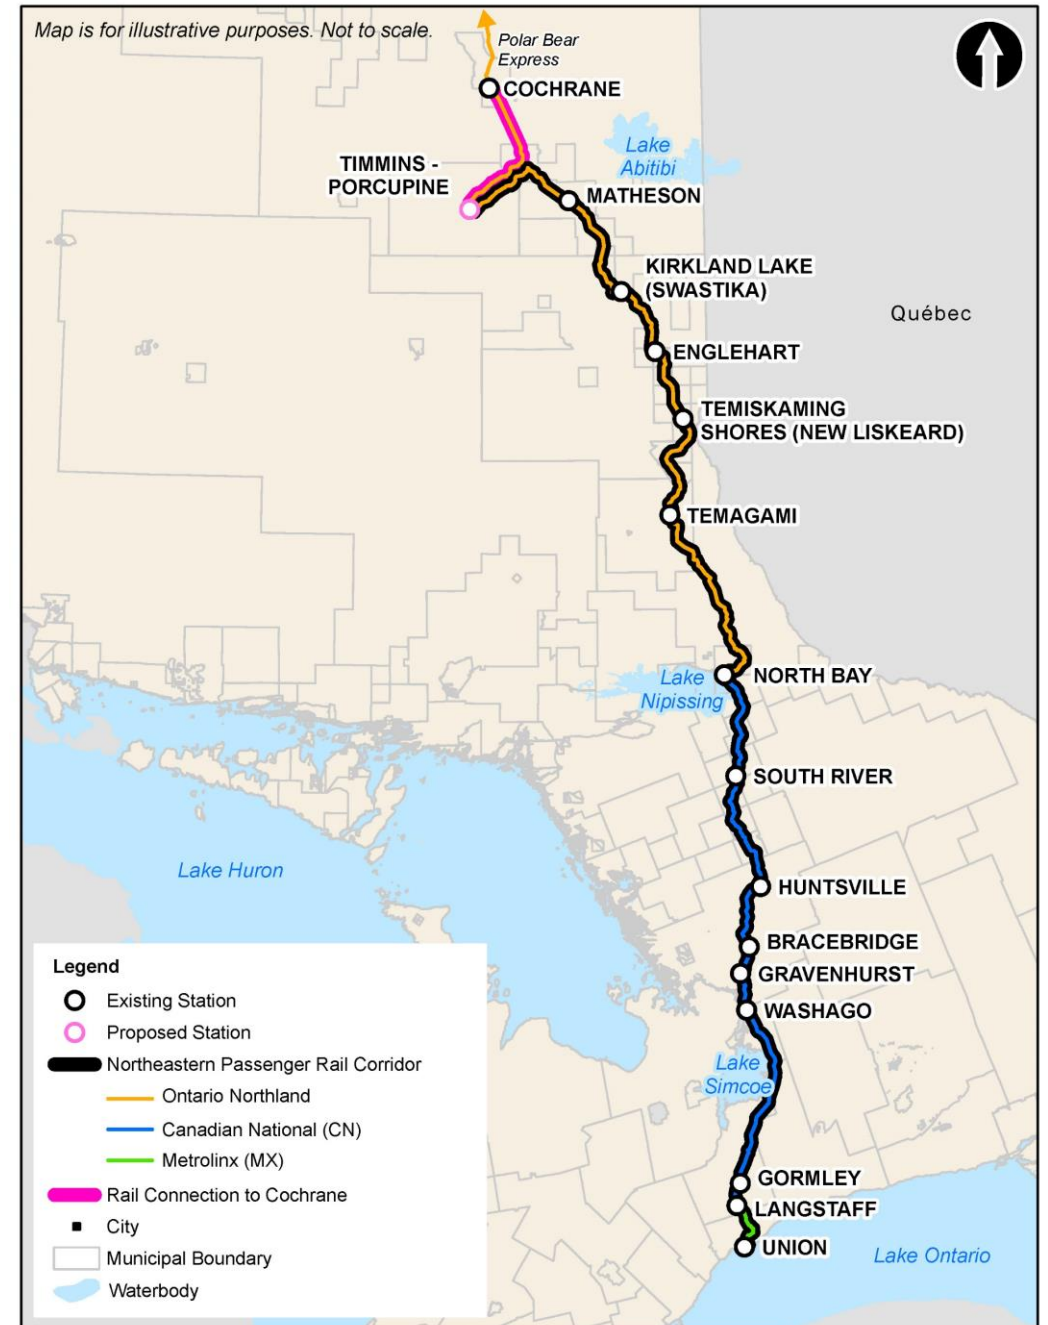 Map is for illustrative purposes. Not to scale.
Polar Bear
Express
COCHRANE
TIMMINS -
PORCUPINE
Lake
Abitibi
MATHESON
KIRKLAND LAKE
(SWASTIKA)
Québec
ENGLEHART
TEMISKAMING
SHORES (NEW LISKEARD)
TEMAGAMI
Lake
Nipissing
NORTH BAY
SOUTH RIVER
Lake Huron
HUNTSVILLE
BRACEBRIDGE
GRAVENHURST
WASHAGO
Lake
Simcoe
GORMLEY
LANGSTAFF
UNION
Lake Ontario
Legend
Existing Station
Proposed Station
Northeastern Passenger Rail Corridor
Ontario Northland
Canadian National (CN)
Metrolinx (MX)
Rail Connection to Cochrane
City
Municipal Boundary
Waterbody